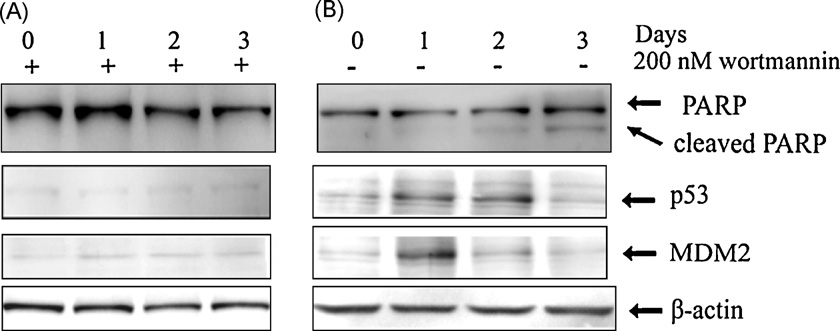 (A)
(B)
0 1 2 3
0 1 2 3 Days
+ + + +
- - - - 200 nM wortmannin
PARP
cleaved PARP
p53
MDM2
β-actin